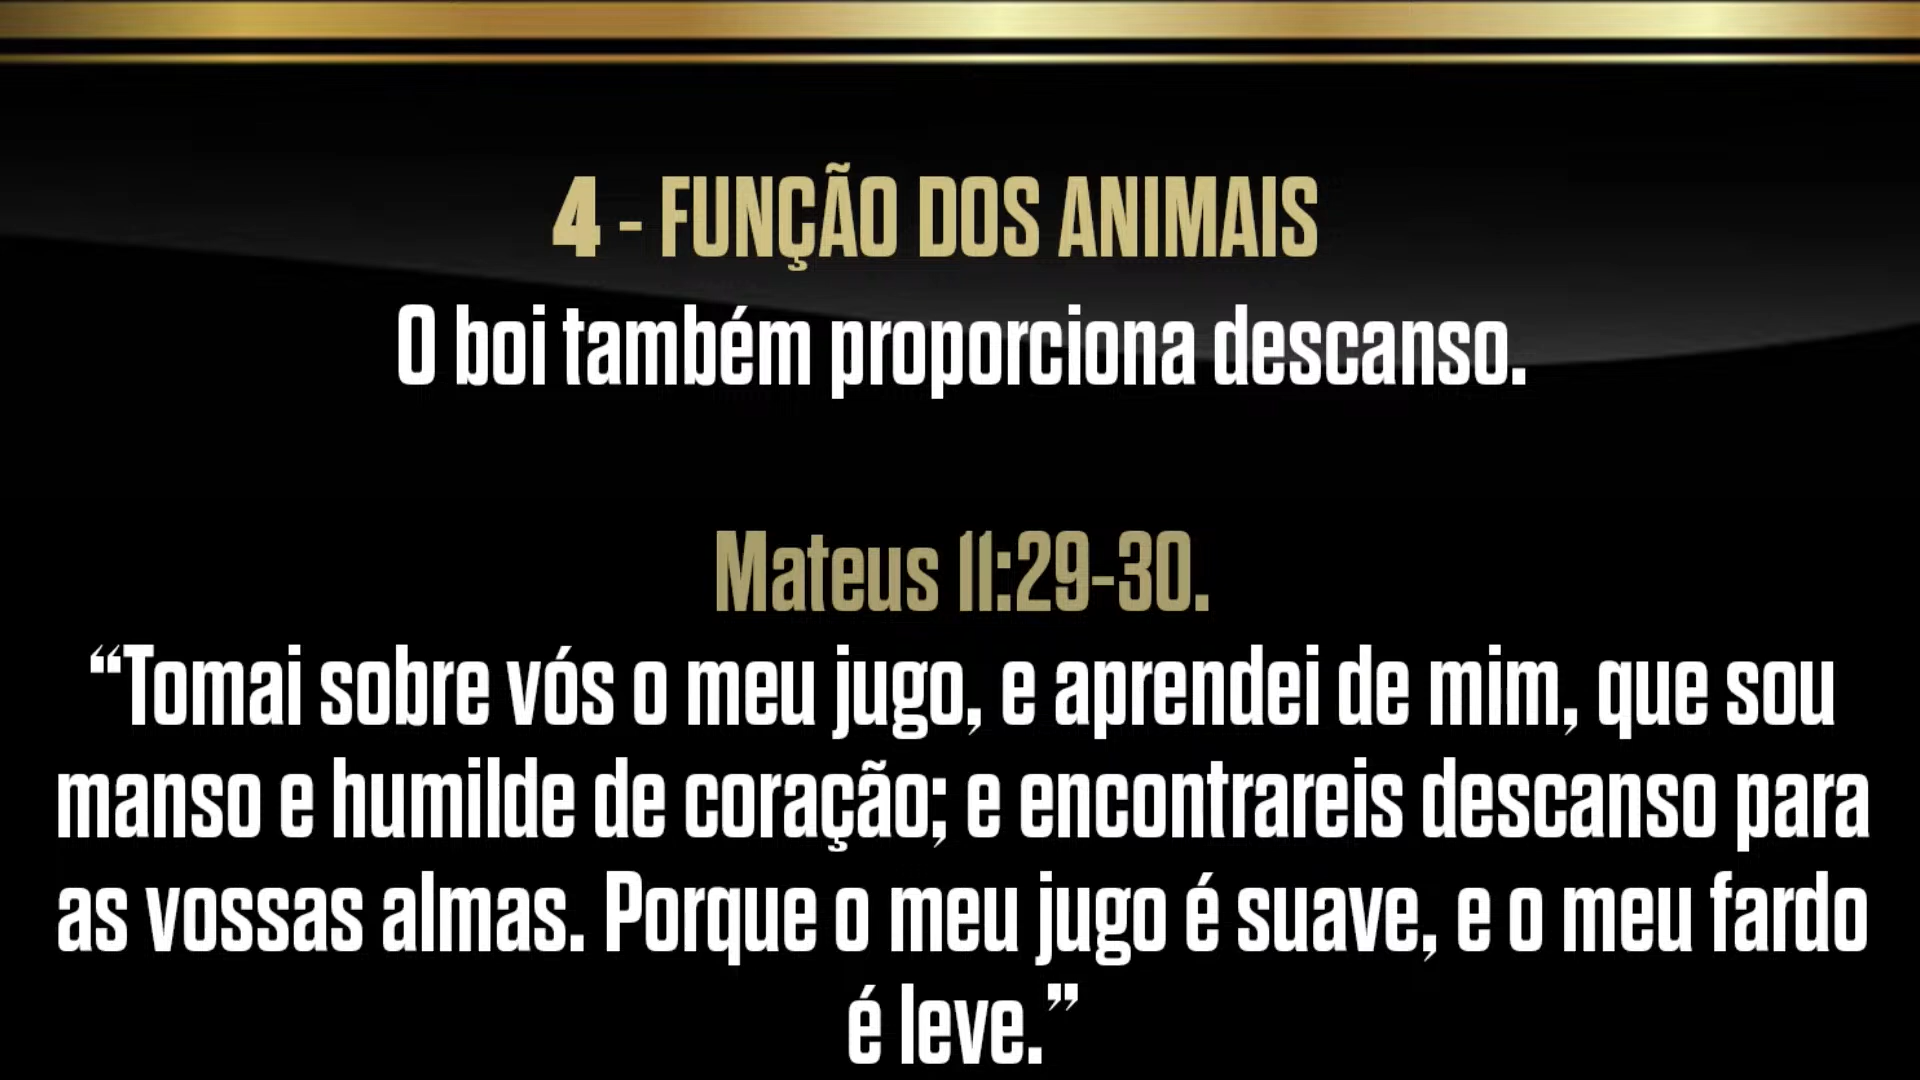 4 - FUNÇÃO DOS ANIMAIS
O boi também proporciona descanso.
Mateus 11:29-30.
“Tomai sobre vós o meu jugo, e aprendei de mim, que sou
manso e humilde de coração; e encontrareis descanso para
as vossas almas. Porque o meu jugo é suave, e o meu fardo
é leve.”